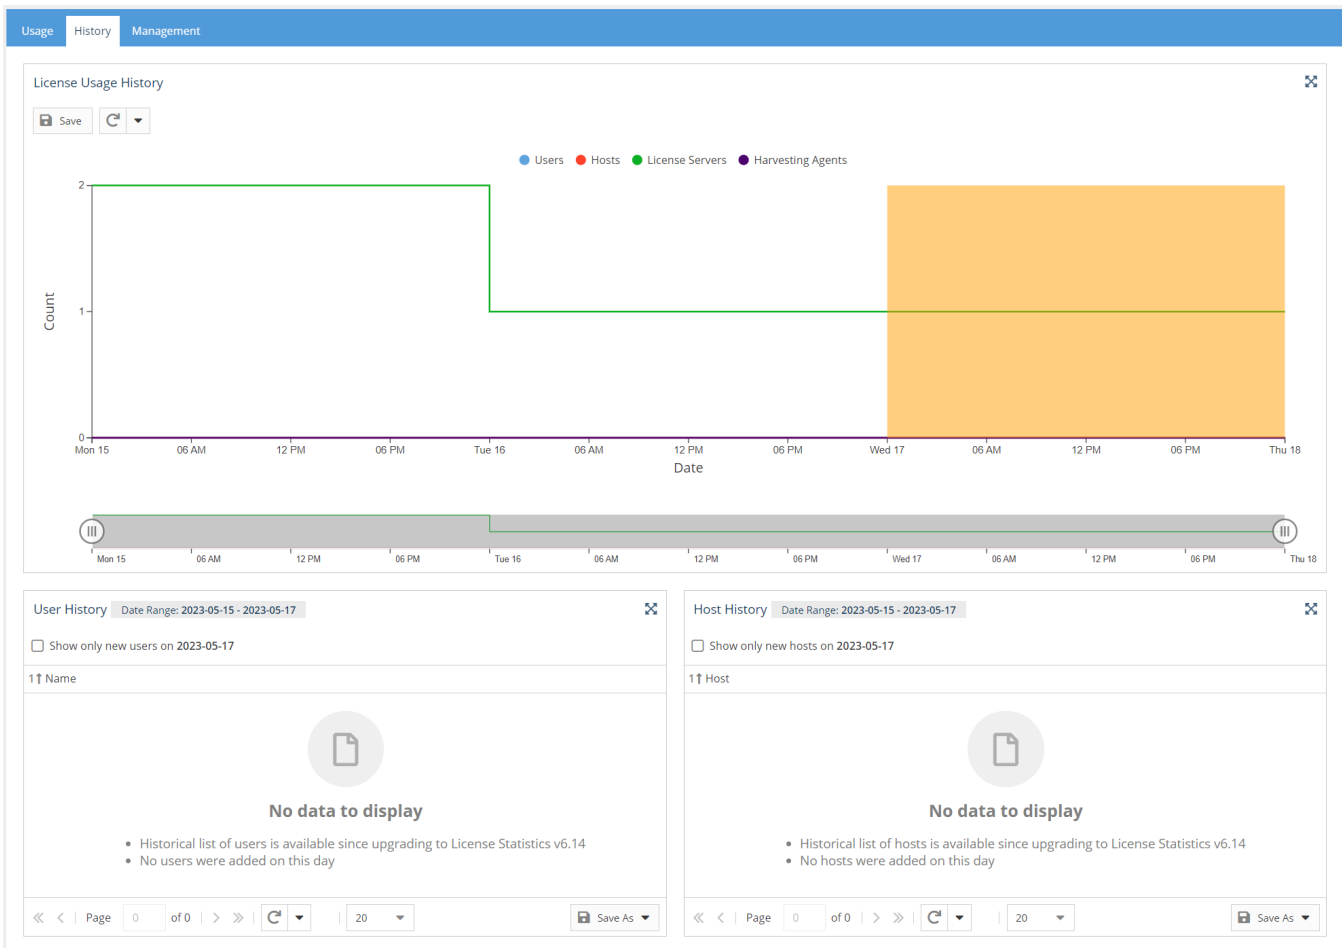 Usage History Management
License Usage History
Save
Users Hosts License Servers Harvesting Agents
2
1
0
Count
Mon 15 06 AM 12 PM 06 PM Tue 16 06 AM 12 PM 06 PM Wed 17 06 AM 12 PM 06 PM Thu 18
Date
Mon 15 06 AM 12 PM 06 PM Tue 16 06 AM 12 PM 06 PM Wed 17 06 AM 12 PM 06 PM Thu 18
User History Date Range: 2023-05-15 - 2023-05-17
Show only new users on 2023-05-17
1 Name
No data to display
• Historical list of users is available since upgrading to License Statistics v6.14
• No users were added on this day
Page 0 of 0 20 Save As
Host History Date Range: 2023-05-15 - 2023-05-17
Show only new hosts on 2023-05-17
1 Host
No data to display
• Historical list of hosts is available since upgrading to License Statistics v6.14
• No hosts were added on this day
Page 0 of 0 20 Save As